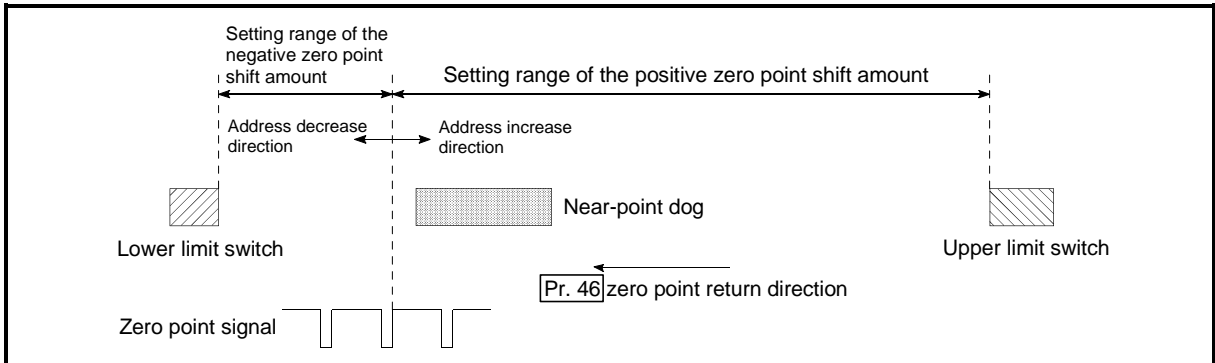 Setting range of the
negative zero point
shift amount
Setting range of the positive zero point shift amount
Address decrease
direction
Address increase
direction
Near-point dog
Lower limit switch
Upper limit switch
Pr. 46 zero point return direction
Zero point signal